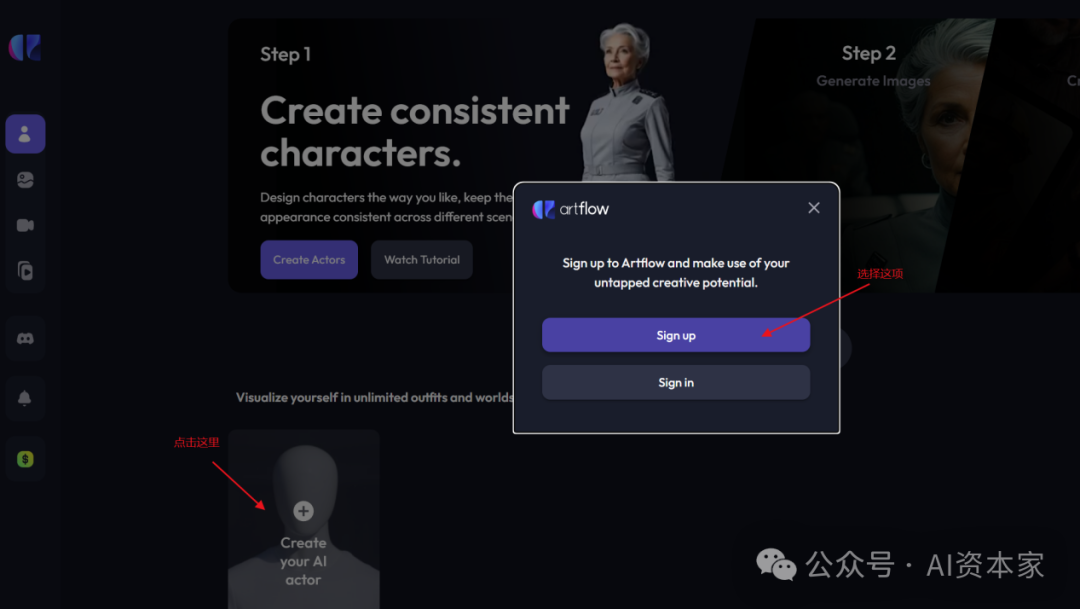 Step 1
Create consistent
characters.
Design characters the way you like, keep the
appearance consistent across different scen
Create Actors
Watch Tutorial
Step 2
Generate Images
artflow
Sign up to Artflow and make use of your
untapped creative potential.
Sign up
Sign in
选择这项
Visualize yourself in unlimited outfits and worlds
点击这里
Create
your AI
actor
公众号 · AI资本家